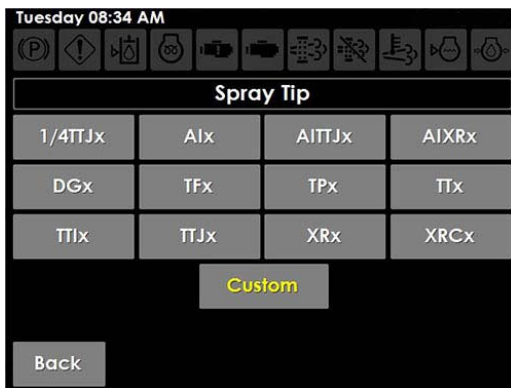 Tuesday 08:34 AM
Spray Tip
1/4TTJx AIx AITTJx AIXRx
DGx TFx TPx TTx
TTIx TTJx XRx XRCx
Custom
Back